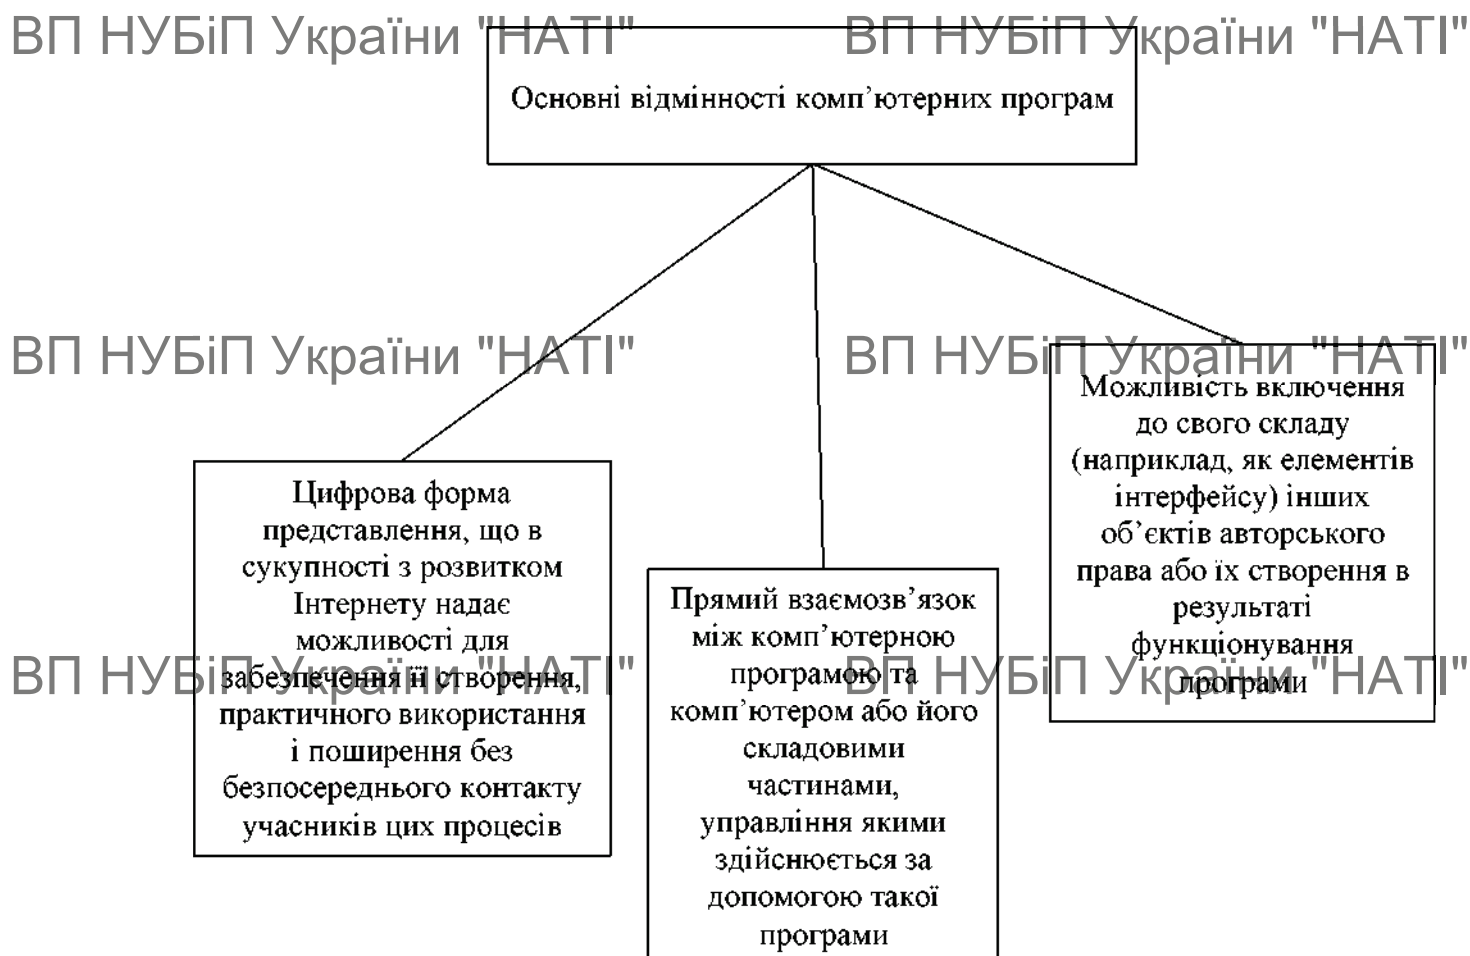 ВП НУБіП України "НАТІ"
ВП НУБіП України "НАТІ"
Основні відмінності комп’ютерних програм
ВП НУБіП України "НАТІ"
ВП НУБіП України "НАТІ"
Цифрова форма
представлення, що в
сукупності з розвитком
Інтернету надає
можливості для
забезпечення її створення,
практичного використання
і поширення без
безпосереднього контакту
учасників цих процесів
Прямий взаємозв’язок
між комп’ютерною
програмою та
комп’ютером або його
складовими
частинами,
управління якими
здійснюється за
допомогою такої
програми
Можливість включення
до свого складу
(наприклад, як елементів
інтерфейсу) інших
об’єктів авторського
права або їх створення в
результаті
функціонування
програми
ВП НУБіП України "НАТІ"
ВП НУБіП України "НАТІ"